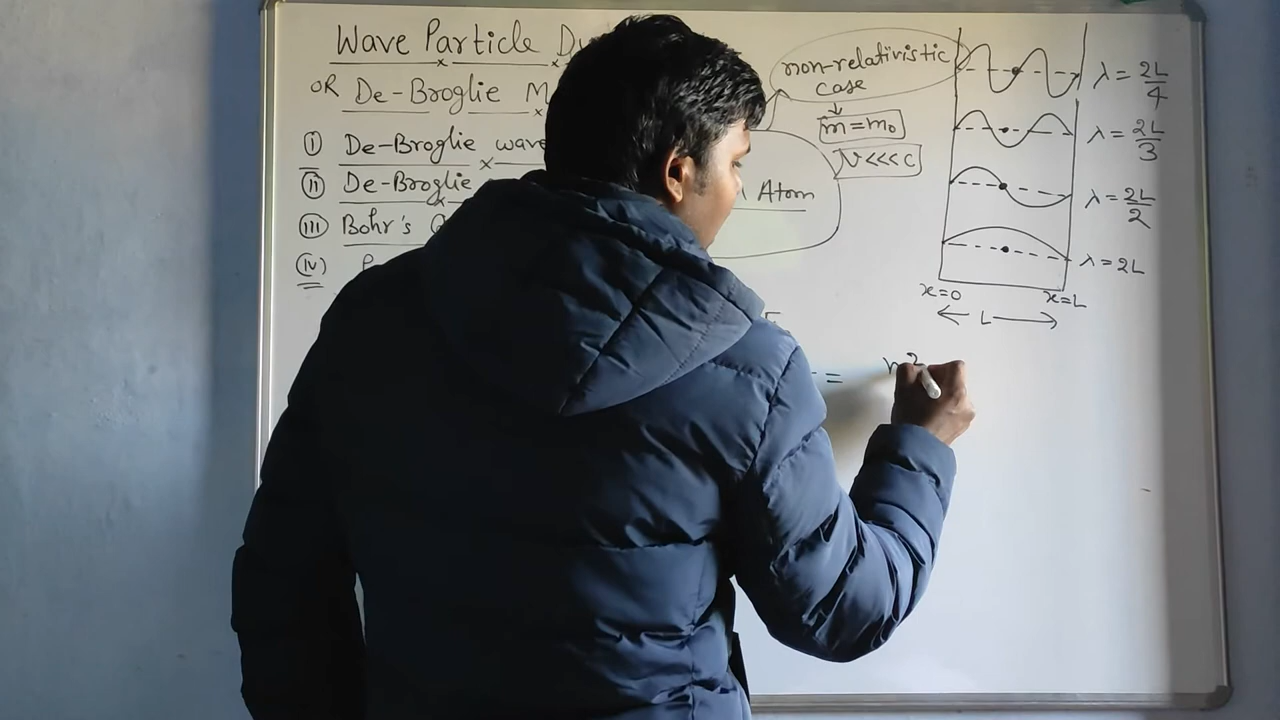 Wave Particle
OR De-Broglie
(i) De-Broglie wave
(ii) De-Broglie
(iii) Bohr's
(iv)
Atom
non-relativistic
case
↓
m = m₀
v <<< c
λ = 2L/4
λ = 2L/3
λ = 2L/2
λ = 2L
x=0 x=L
← L →
= n²